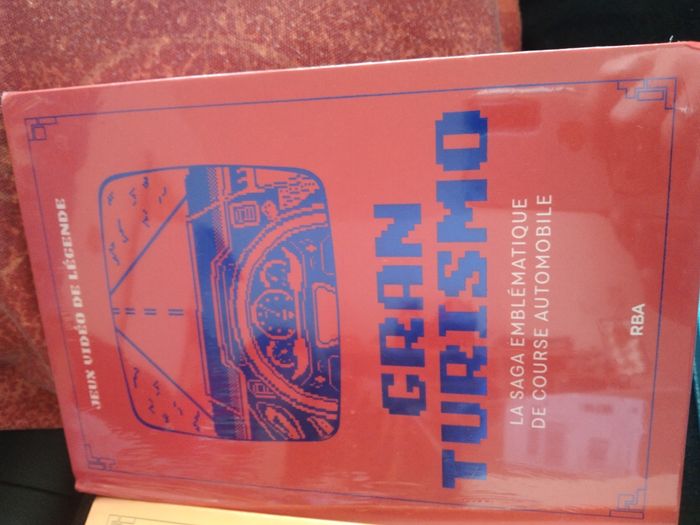 JEUX VIDÉO DE LÉGENDE
GRAN
TURISMO
LA SAGA EMBLÉMATIQUE
DE COURSE AUTOMOBILE
RBA